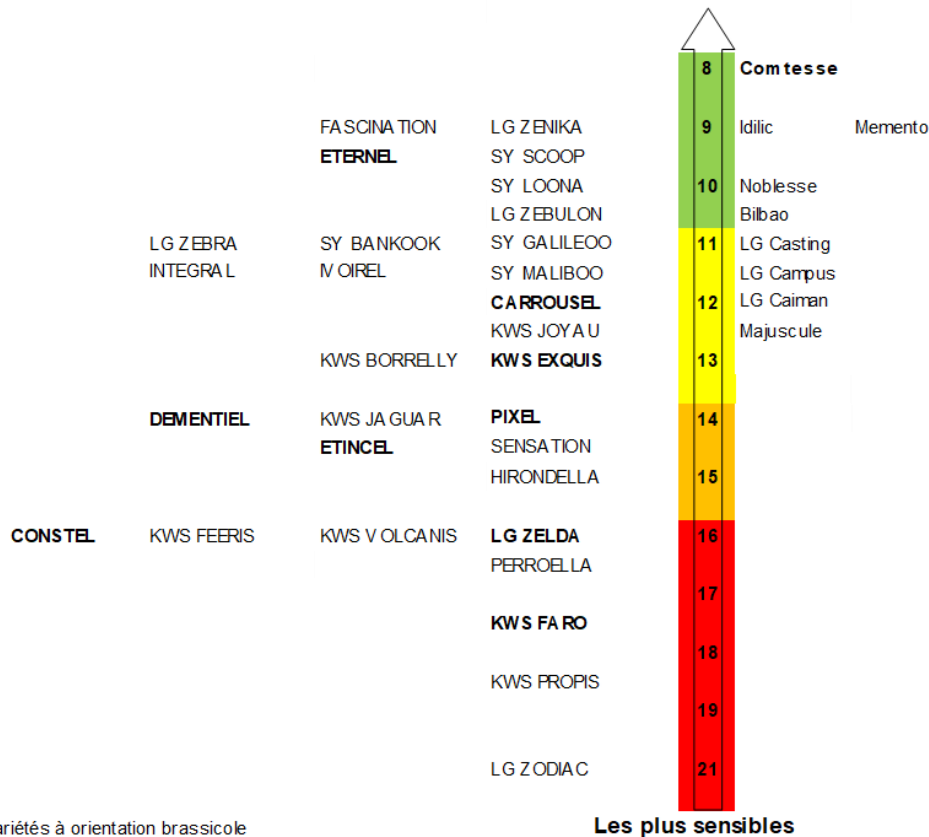 8 Comtesse
FASCINATION LG ZENIKA 9 Idilic Memento
ETERNEL SY SCOOP
SY LOONA 10 Noblesse
LG ZEBULON Bilbao
LG ZEBRA SY BANKOOK SY GALILEOO 11 LG Casting
INTEGRAL IVOIREL SY MALIBOO LG Campus
CARROUSEL 12 LG Caiman
KWS JOYAU Majuscule
KWS BORRELLY KWS EXQUIS 13
DEMENTIEL KWS JAGUAR PIXEL 14
ETINCEL SENSATION
HIRONDELLA 15
CONSTEL KWS FEERIS KWS VOLCANIS LG ZELDA 16
PERROELLA
17
KWS FARO
18
KWS PROPIS
19
LG ZODIAC 21
ariétés à orientation brassicole Les plus sensibles